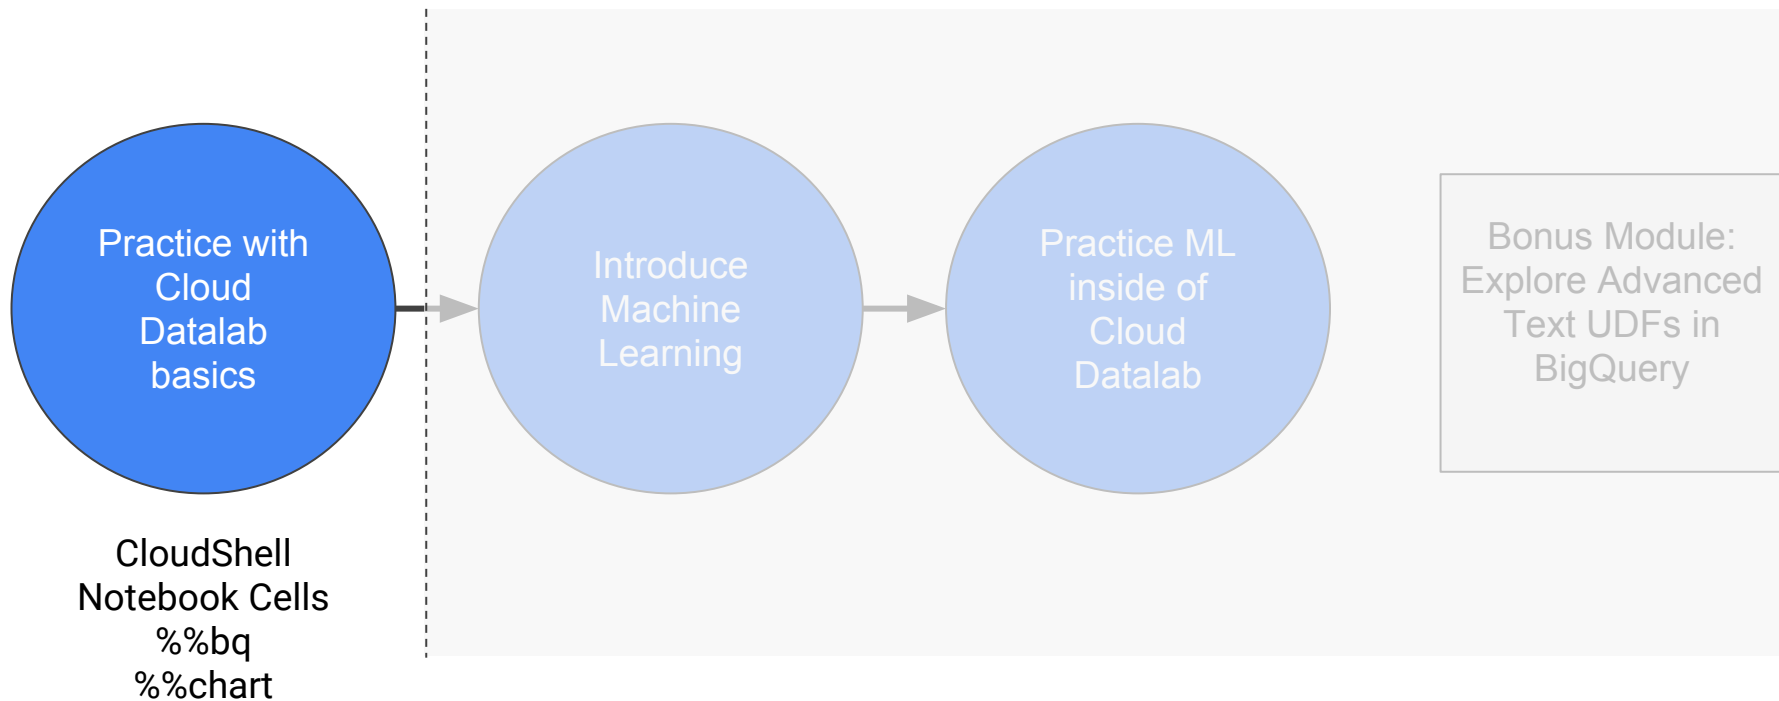 Practice with
Cloud
Datalab
basics
CloudShell
Notebook Cells
%%bq
%%chart
Introduce
Machine
Learning
Practice ML
inside of
Cloud
Datalab
Bonus Module:
Explore Advanced
Text UDFs in
BigQuery